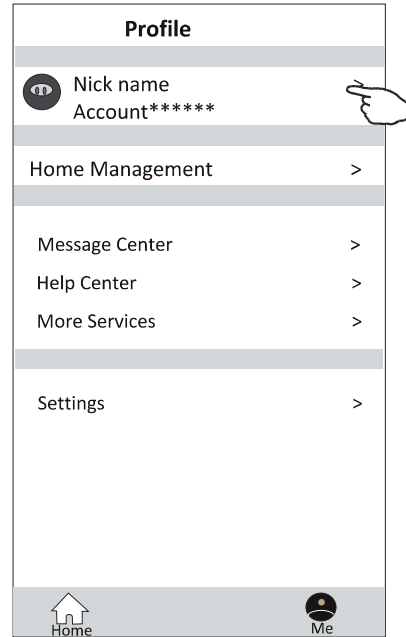 Profile
Nick name
Account******
Home Management >
Message Center >
Help Center >
More Services >
Settings >
Home Me